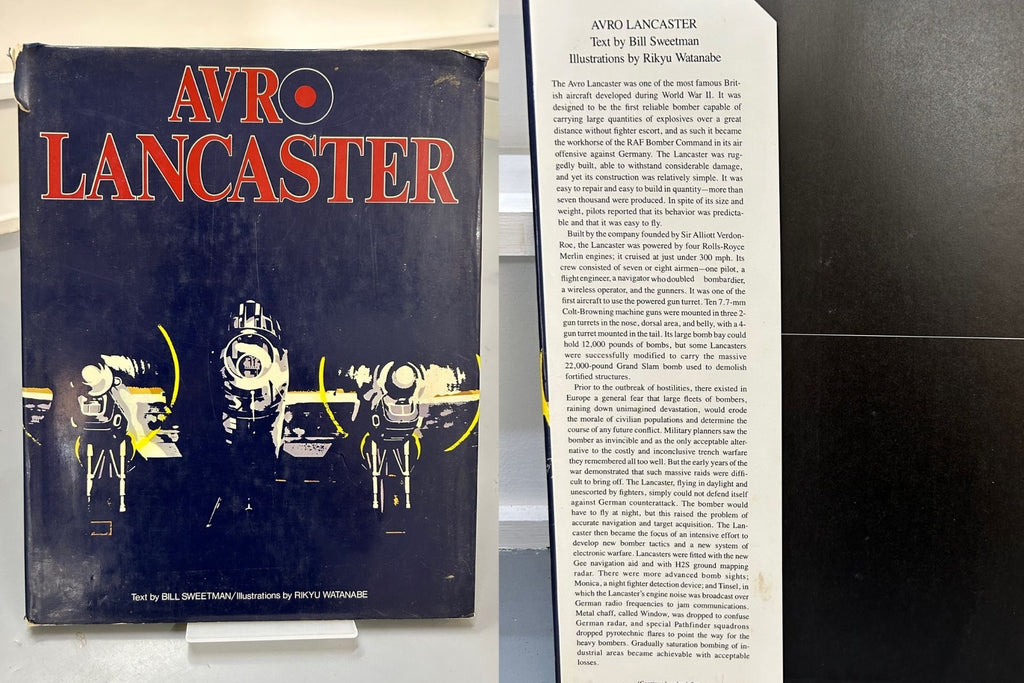 AVRO
LANCASTER
Text by BILL SWEETMAN/Illustrations by RIKYU WATANABE
AVRO LANCASTER
Text by Bill Sweetman
Illustrations by Rikyu Watanabe
The Avro Lancaster was one of the most famous Brit-
ish aircraft developed during World War II. It was
designed to be the first reliable bomber capable of
carrying large quantities of explosives over a great
distance without fighter escort, and as such it became
the workhorse of the RAF Bomber Command in its air
offensive against Germany. The Lancaster was rug-
gedly built, able to withstand considerable damage,
and yet its construction was relatively simple. It was
easy to repair and easy to build in quantity—more than
seven thousand were produced. In spite of its size and
weight, pilots reported that its behavior was predicta-
ble and that it was easy to fly.
Built by the company founded by Sir Alliott Verdon-
Roe, the Lancaster was powered by four Rolls-Royce
Merlin engines; it cruised at just under 300 mph. Its
crew consisted of seven or eight airmen—one pilot, a
flight engineer, a navigator who doubled bombardier,
a wireless operator, and the gunners. It was one of the
first aircraft to use the powered gun turret. Ten 7.7-mm
Colt-Browning machine guns were mounted in three 2-
gun turrets in the nose, dorsal area, and belly, with a 4-
gun turret mounted in the tail. Its large bomb bay could
hold 12,000 pounds of bombs, but some Lancasters
were successfully modified to carry the massive
22,000-pound Grand Slam bomb used to demolish
fortified structures.
Prior to the outbreak of hostilities, there existed in
Europe a general fear that large fleets of bombers,
raining down unimagined devastation, would erode
the morale of civilian populations and determine the
course of any future conflict. Military planners saw the
bomber as invincible and as the only acceptable alter-
native to the costly and inconclusive trench warfare
they remembered all too well. But the early years of the
war demonstrated that such massive raids were diffi-
cult to bring off. The Lancaster, flying in daylight and
unescorted by fighters, simply could not defend itself
against German counterattack. The bomber would
have to fly at night, but this raised the problem of
accurate navigation and target acquisition. The Lan-
caster then became the focus of an intensive effort to
develop new bomber tactics and a new system of
electronic warfare. Lancasters were fitted with the new
Gee navigation aid and with H2S ground mapping
radar. There were more advanced bomb sights;
Monica, a night fighter detection device; and Tinsel, in
which the Lancaster's engine noise was broadcast over
German radio frequencies to jam communications.
Metal chaff, called Window, was dropped to confuse
German radar, and special Pathfinder squadrons
dropped pyrotechnic flares to point the way for the
heavy bombers. Gradually saturation bombing of in-
dustrial areas became achievable with acceptable
losses.